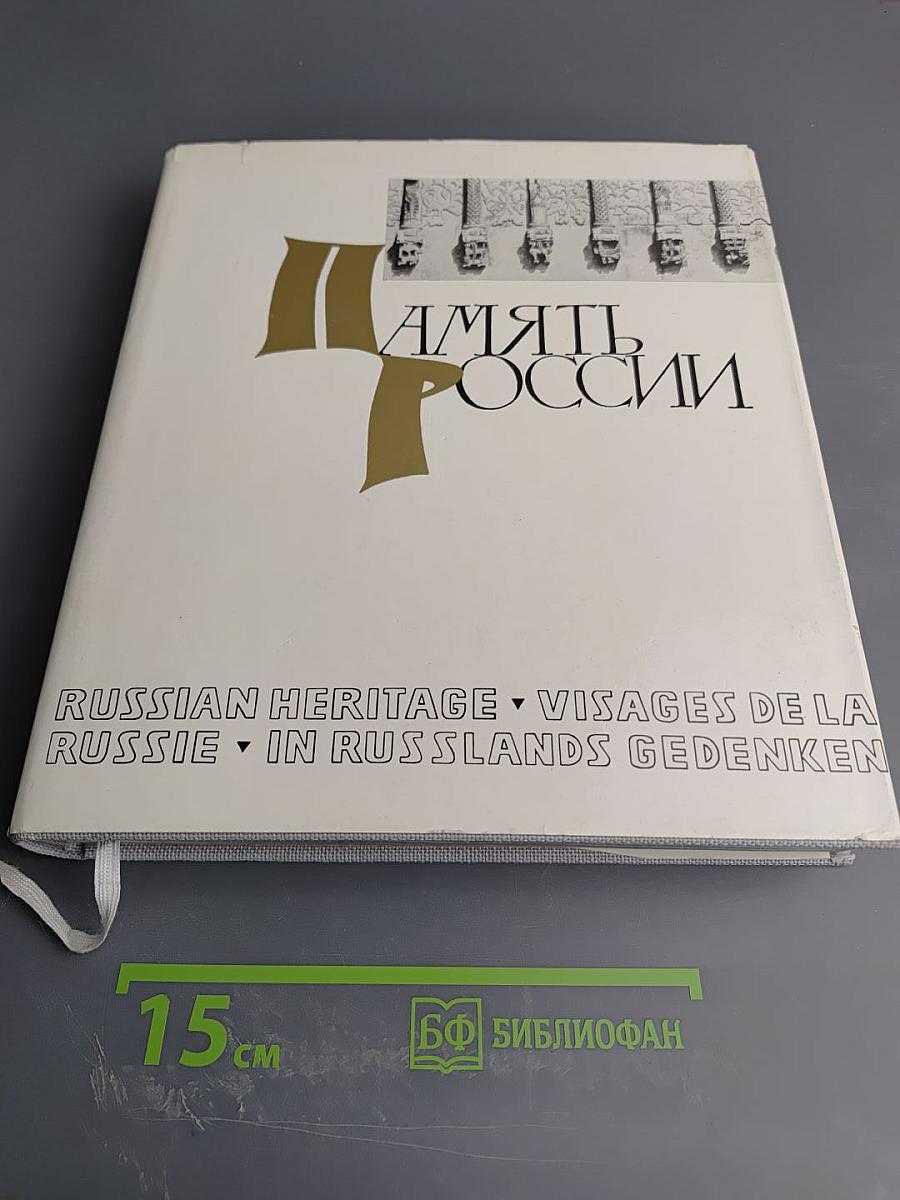 ПАМЯТЬ
РОССИИ
RUSSIAN HERITAGE ▾ VISAGES DE LA
RUSSIE ▾ IN RUSSLANDS GEDENKEN
15 см
БФ БИБЛИОФАН